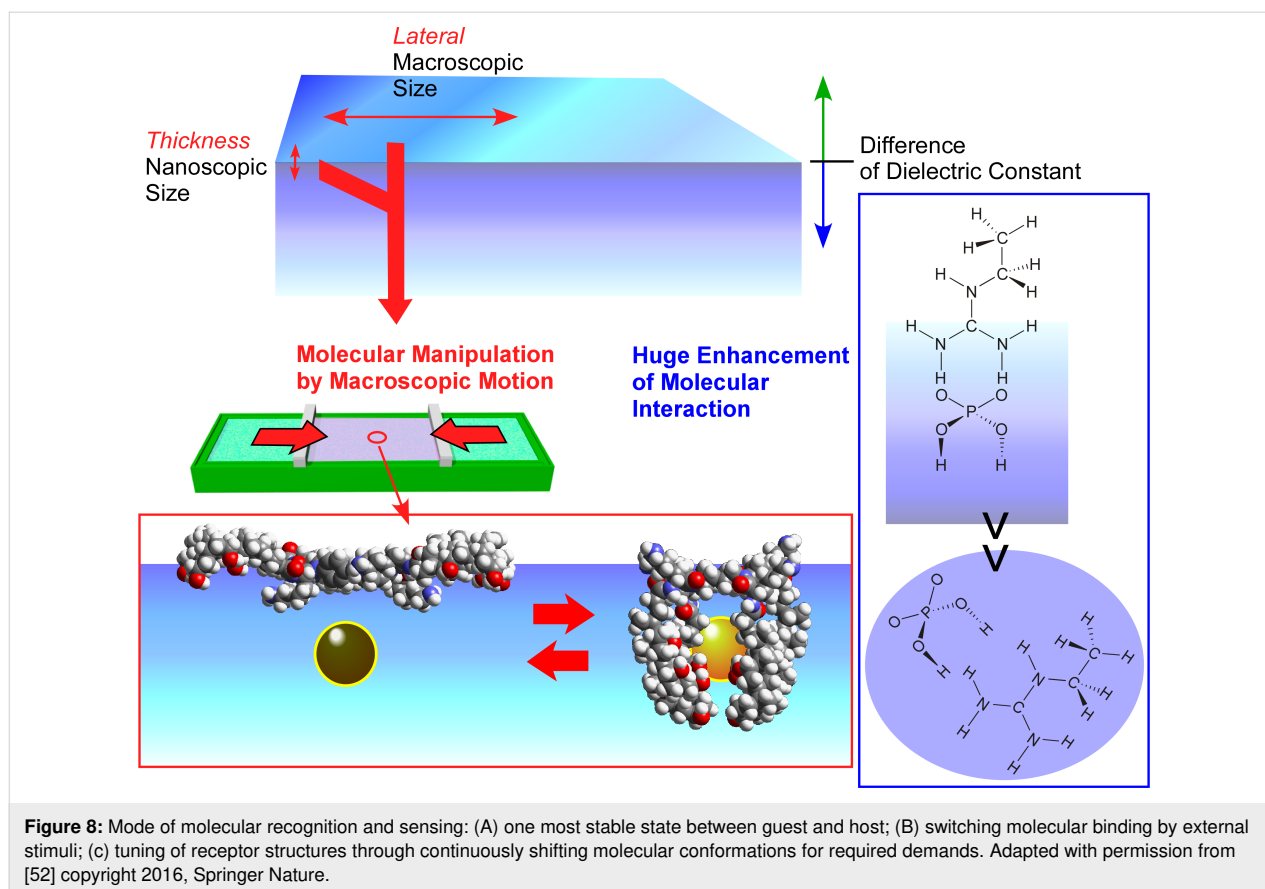 Lateral
Macroscopic
Size
Thickness
Nanoscopic
Size
Difference
of Dielectric Constant
Molecular Manipulation
by Macroscopic Motion
Huge Enhancement
of Molecular
Interaction
H
H
C
H
H
C
H
N
H
H
C
H
N
N
H
H
O
O
P
O
O
H
H
V
V
O
O
P
O
H
O
H
H
C
H
H
H
N
C
H
H
H
N
C
N
H
H
H
Figure 8: Mode of molecular recognition and sensing: (A) one most stable state between guest and host; (B) switching molecular binding by external
stimuli; (c) tuning of receptor structures through continuously shifting molecular conformations for required demands. Adapted with permission from
[52] copyright 2016, Springer Nature.